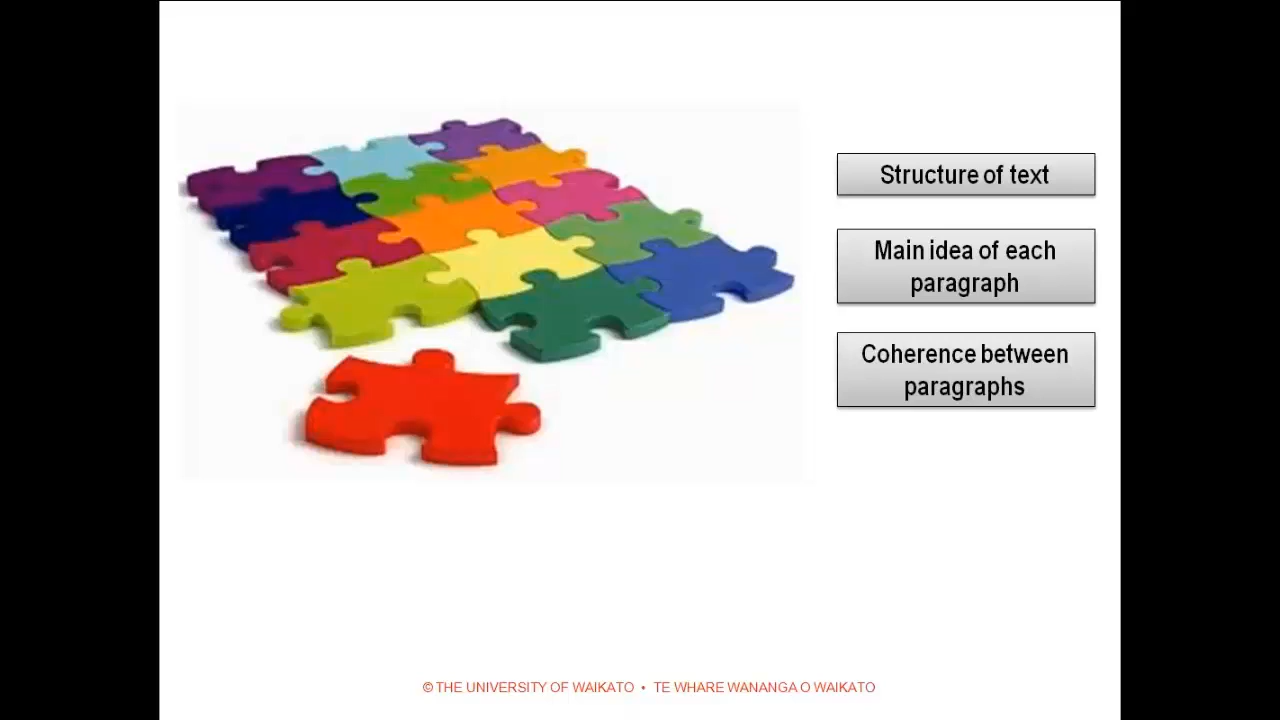 Structure of text
Main idea of each
paragraph
Coherence between
paragraphs
© THE UNIVERSITY OF WAIKATO • TE WHARE WANANGA O WAIKATO